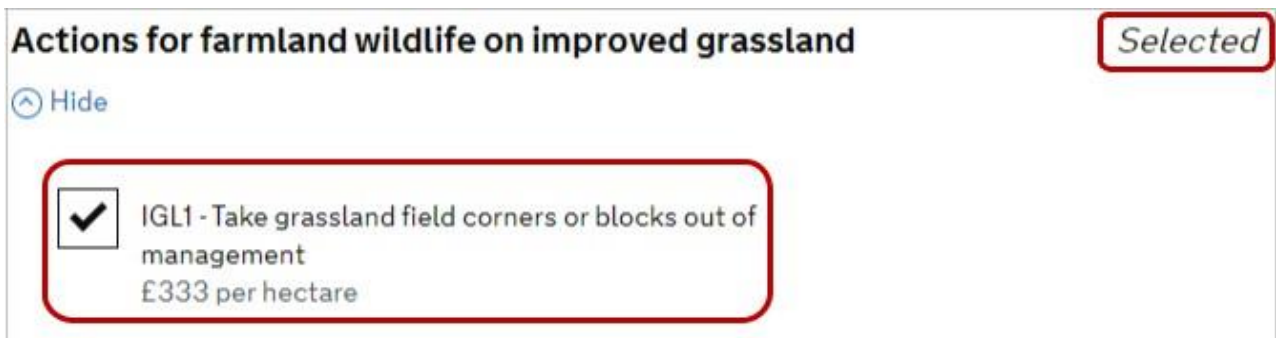 Actions for farmland wildlife on improved grassland Selected
Hide
IGL1 - Take grassland field corners or blocks out of
management
£333 per hectare